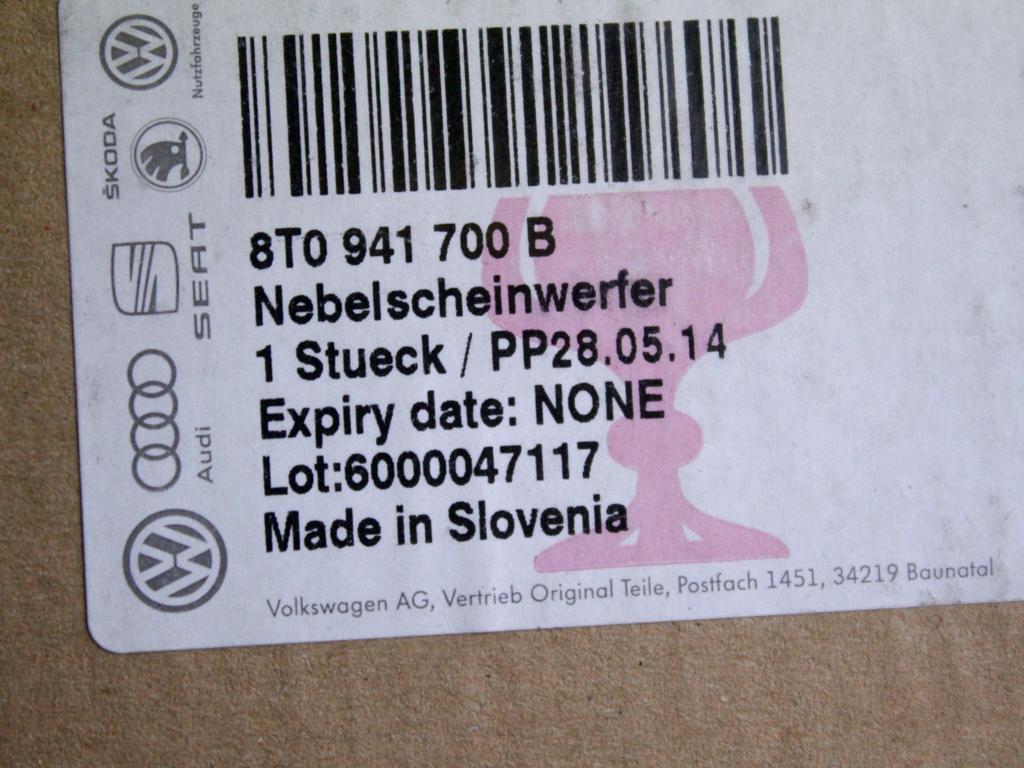 Nutzfahrzeuge
ŠKODA
SEAT
Audi
8T0 941 700 B
Nebelscheinwerfer
1 Stueck / PP28.05.14
Expiry date: NONE
Lot:6000047117
Made in Slovenia
Volkswagen AG, Vertrieb Original Teile, Postfach 1451, 34219 Baunatal